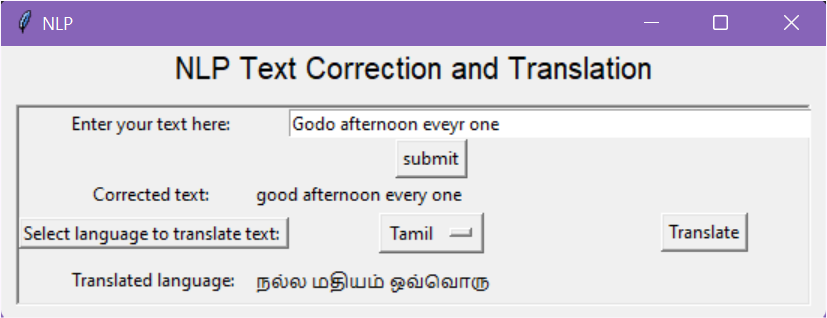 NLP
NLP Text Correction and Translation
Enter your text here: Godo afternoon eveyr one
submit
Corrected text: good afternoon every one
Select language to translate text: Tamil Translate
Translated language: நல்ல மதியம் ஒவ்வொரு